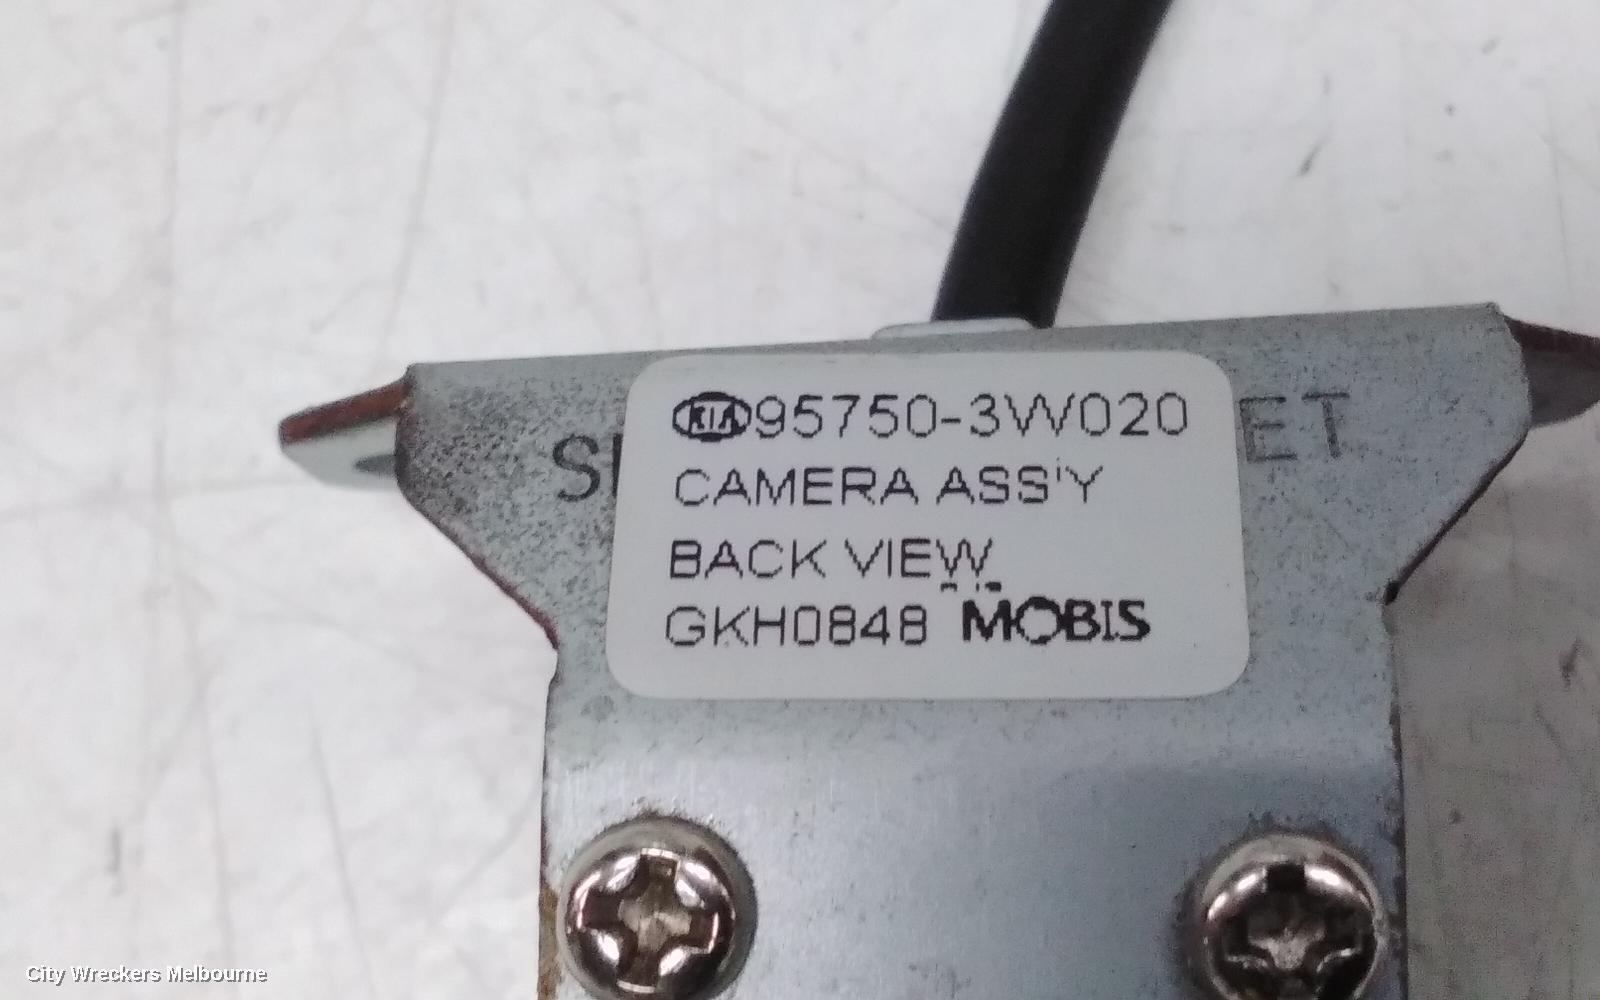 KIA 95750-3W020
CAMERA ASS'Y
BACK VIEW
GKH0848 MOBIS
City Wreckers Melbourne